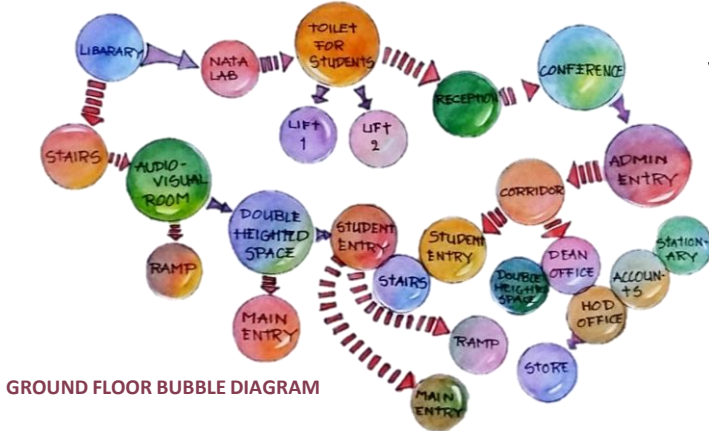 LIBARARY
NATA
LAB
TOILET
FOR
STUDENTS
LIFT
1
LIFT
2
RECEPTION
CONFERENCE
ADMIN
ENTRY
CORRIDOR
STAIRS
AUDIO-
VISUAL
ROOM
RAMP
DOUBLE
HEIGHTED
SPACE
MAIN
ENTRY
STUDENT
ENTRY
STAIRS
STUDENT
ENTRY
RAMP
MAIN
ENTRY
DOUBLE
HEIGHTED
SPACE
DEAN
OFFICE
HOD
OFFICE
ACCOUN-
TS
STATION-
ARY
STORE
GROUND FLOOR BUBBLE DIAGRAM